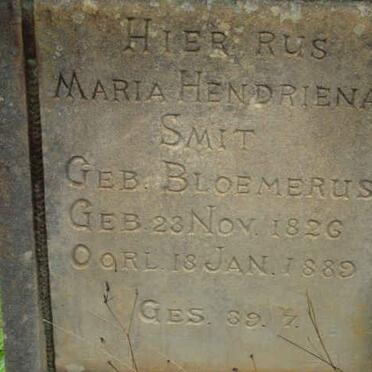 HIER RUS
MARIA HENDRIENA
SMIT
GEB. BLOEMERUS
GEB. 23 NOV. 1826
OORL. 18 JAN. 1889
GES. 39. 7.